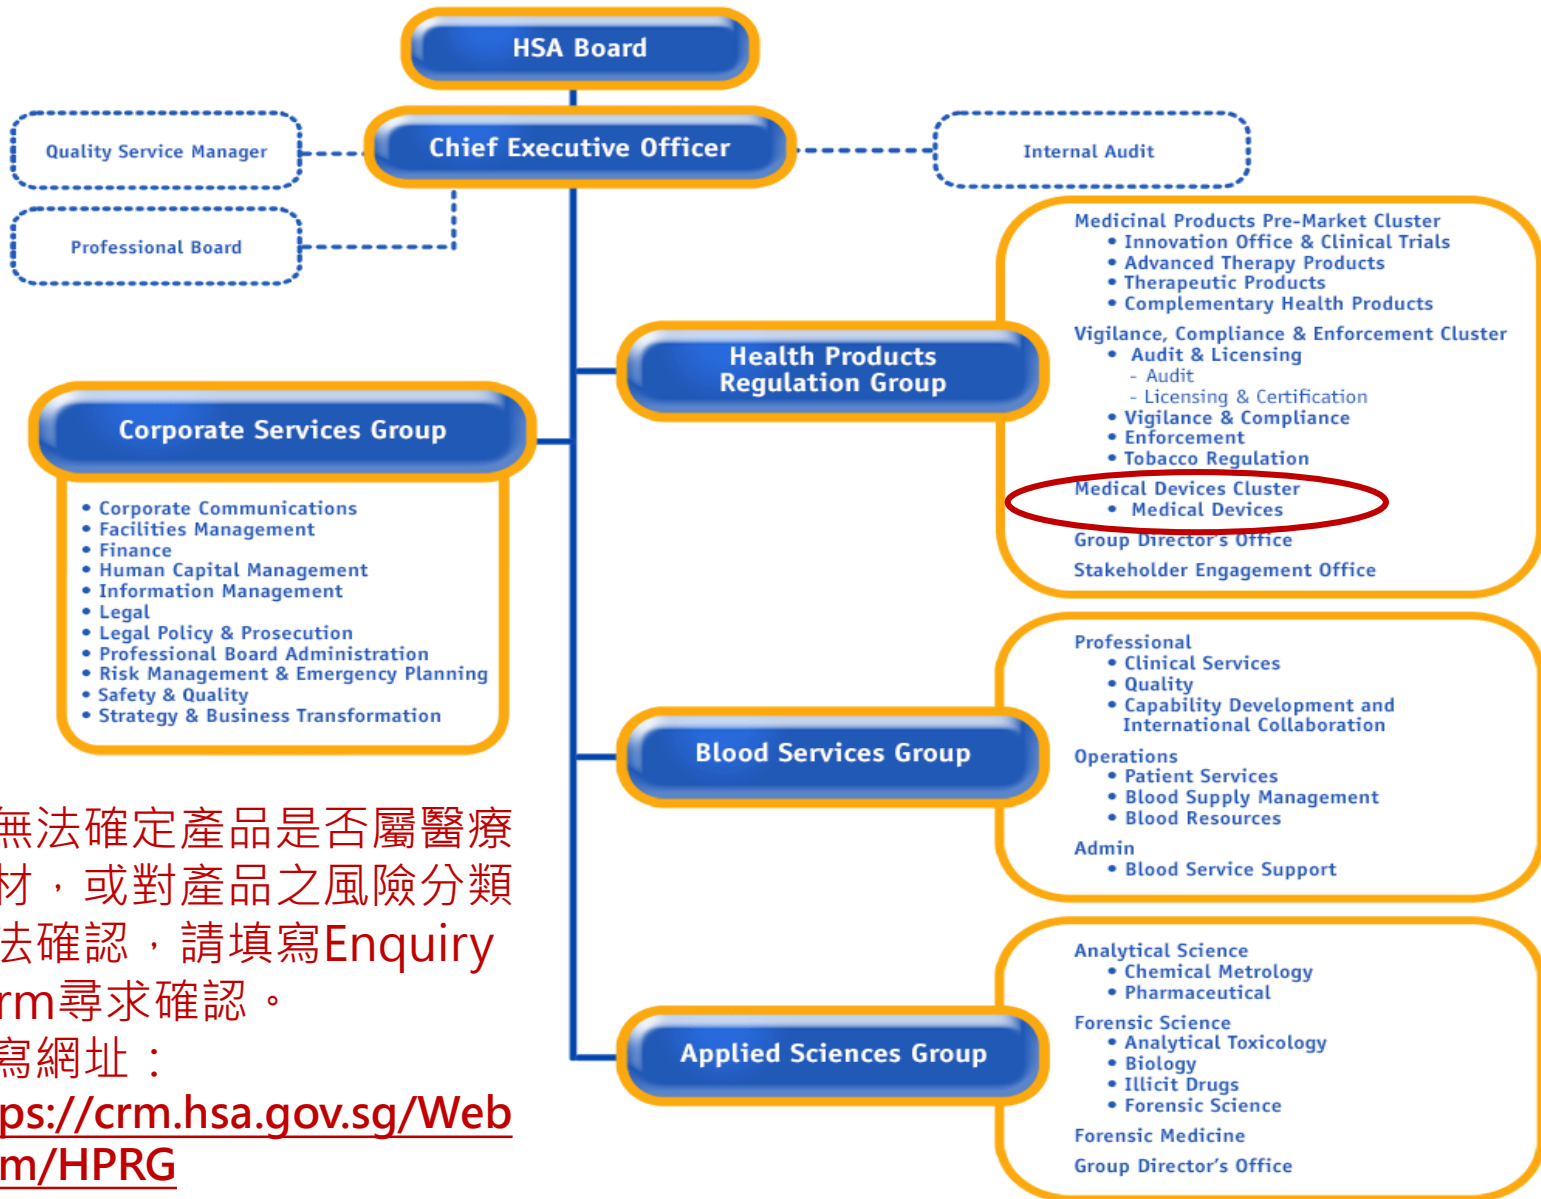 HSA Board
Chief Executive Officer
Quality Service Manager
Internal Audit
Professional Board
Health Products
Regulation Group
Medicinal Products Pre-Market Cluster
• Innovation Office & Clinical Trials
• Advanced Therapy Products
• Therapeutic Products
• Complementary Health Products
Vigilance, Compliance & Enforcement Cluster
• Audit & Licensing
- Audit
- Licensing & Certification
• Vigilance & Compliance
• Enforcement
• Tobacco Regulation
Medical Devices Cluster
• Medical Devices
Group Director's Office
Stakeholder Engagement Office
Corporate Services Group
• Corporate Communications
• Facilities Management
• Finance
• Human Capital Management
• Information Management
• Legal
• Legal Policy & Prosecution
• Professional Board Administration
• Risk Management & Emergency Planning
• Safety & Quality
• Strategy & Business Transformation
Blood Services Group
Professional
• Clinical Services
• Quality
• Capability Development and
International Collaboration
Operations
• Patient Services
• Blood Supply Management
• Blood Resources
Admin
• Blood Service Support
Applied Sciences Group
Analytical Science
• Chemical Metrology
• Pharmaceutical
Forensic Science
• Analytical Toxicology
• Biology
• Illicit Drugs
• Forensic Science
Forensic Medicine
Group Director's Office
無法確定產品是否屬醫療
材，或對產品之風險分類
法確認，請填寫Enquiry
rm尋求確認。
寫網址：
ps://crm.hsa.gov.sg/Web
m/HPRG